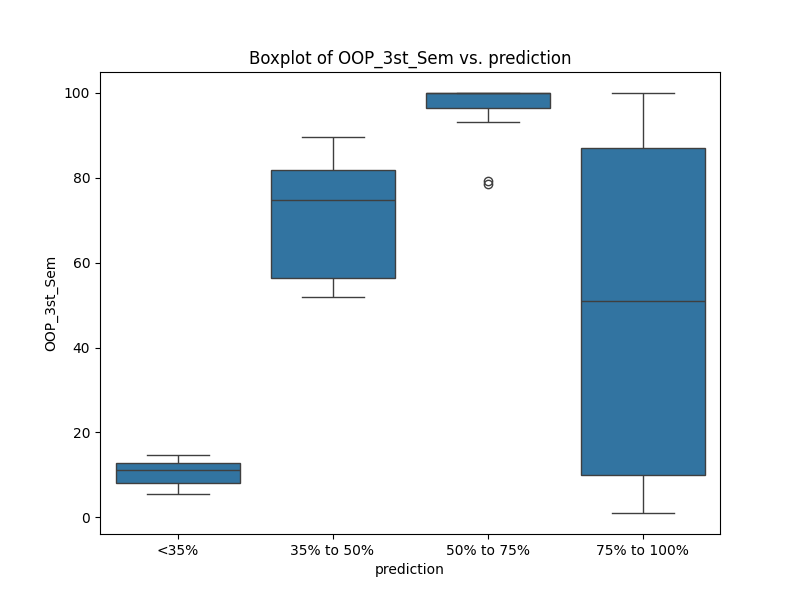 Boxplot of OOP_3st_Sem vs. prediction
OOP_3st_Sem
100
80
60
40
20
0
<35%
35% to 50%
50% to 75%
75% to 100%
prediction